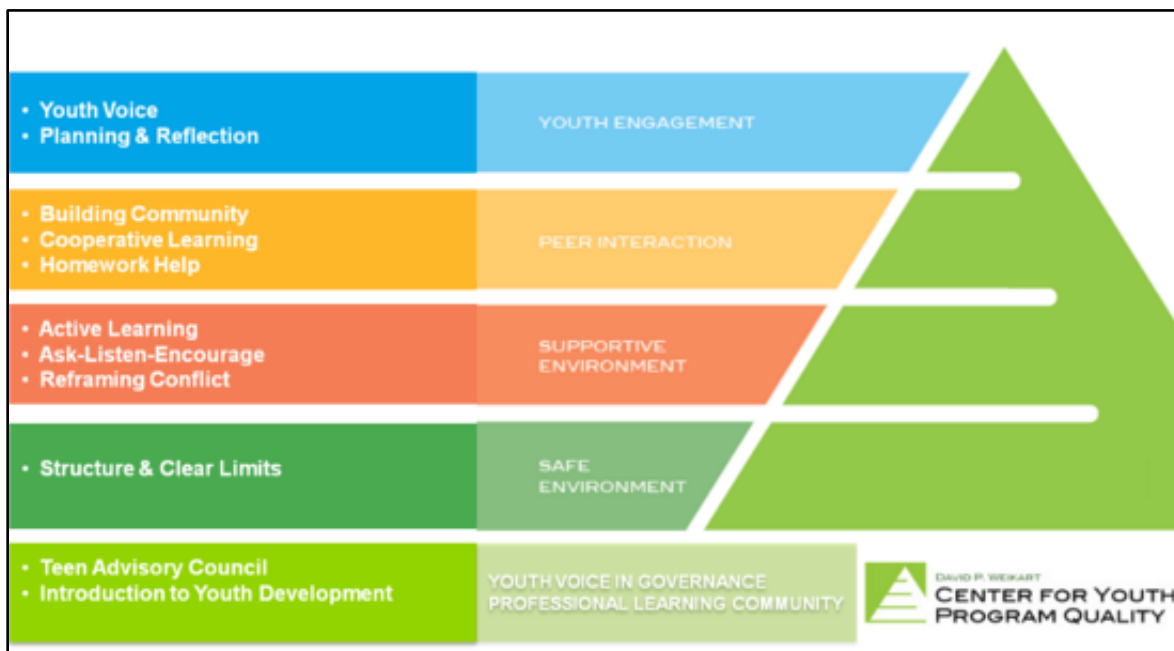 • Youth Voice
• Planning & Reflection
YOUTH ENGAGEMENT
• Building Community
• Cooperative Learning
• Homework Help
PEER INTERACTION
• Active Learning
• Ask-Listen-Encourage
• Reframing Conflict
SUPPORTIVE
ENVIRONMENT
• Structure & Clear Limits
SAFE
ENVIRONMENT
• Teen Advisory Council
• Introduction to Youth Development
YOUTH VOICE IN GOVERNANCE
PROFESSIONAL LEARNING COMMUNITY
DAVID P. WEIKART
CENTER FOR YOUTH
PROGRAM QUALITY